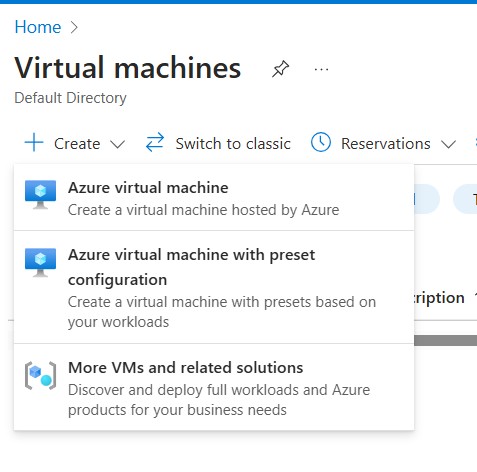 Home >
Virtual machines
Default Directory
Create
Switch to classic
Reservations
Azure virtual machine
Create a virtual machine hosted by Azure
Azure virtual machine with preset
configuration
Create a virtual machine with presets based on
your workloads
More VMs and related solutions
Discover and deploy full workloads and Azure
products for your business needs